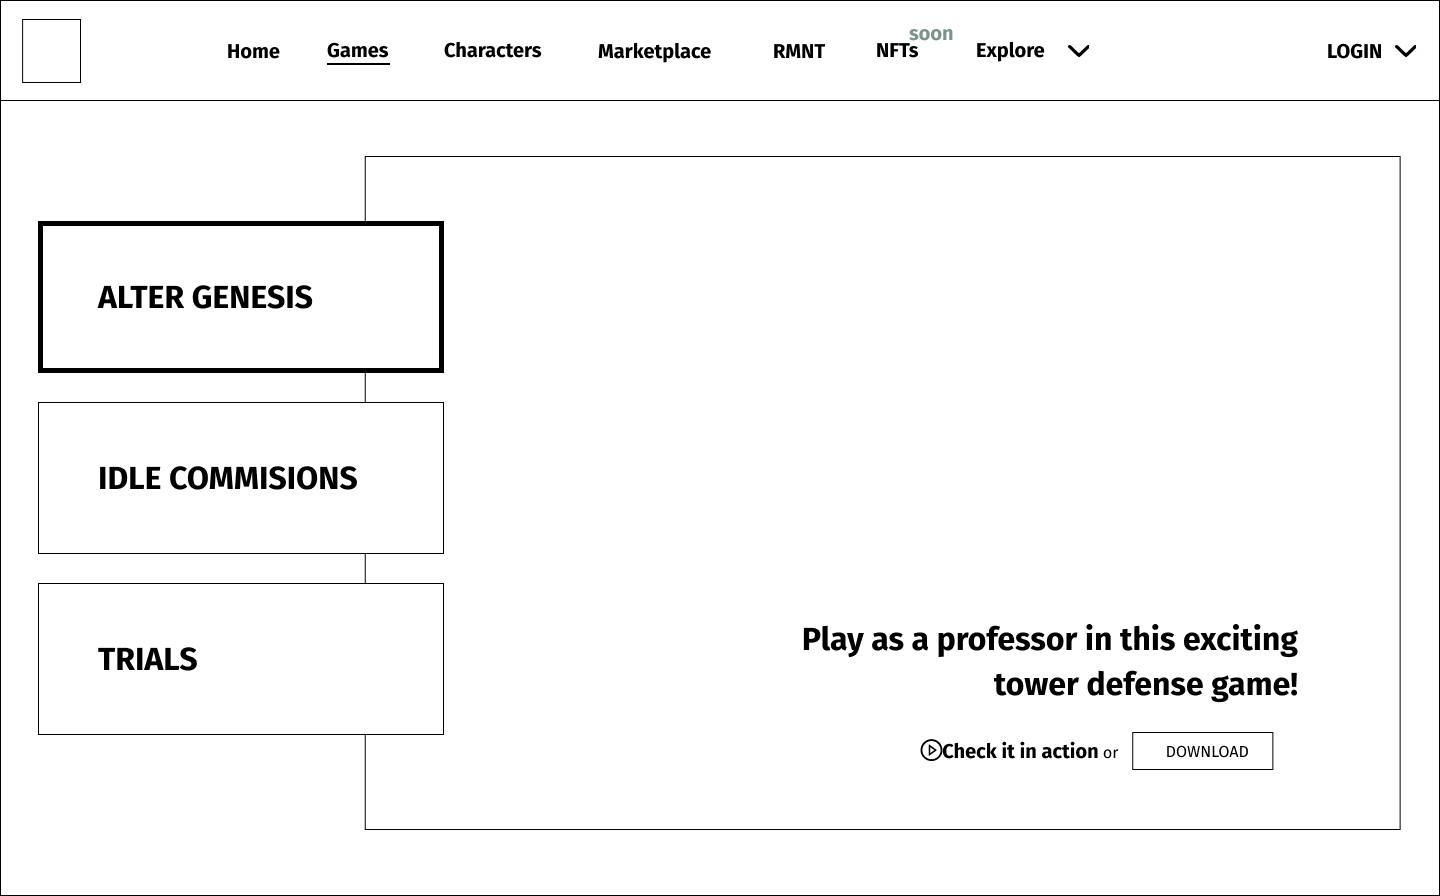 Home Games Characters Marketplace RMNT NFTs soon Explore LOGIN
ALTER GENESIS
IDLE COMMISIONS
TRIALS
Play as a professor in this exciting
tower defense game!
Check it in action or DOWNLOAD